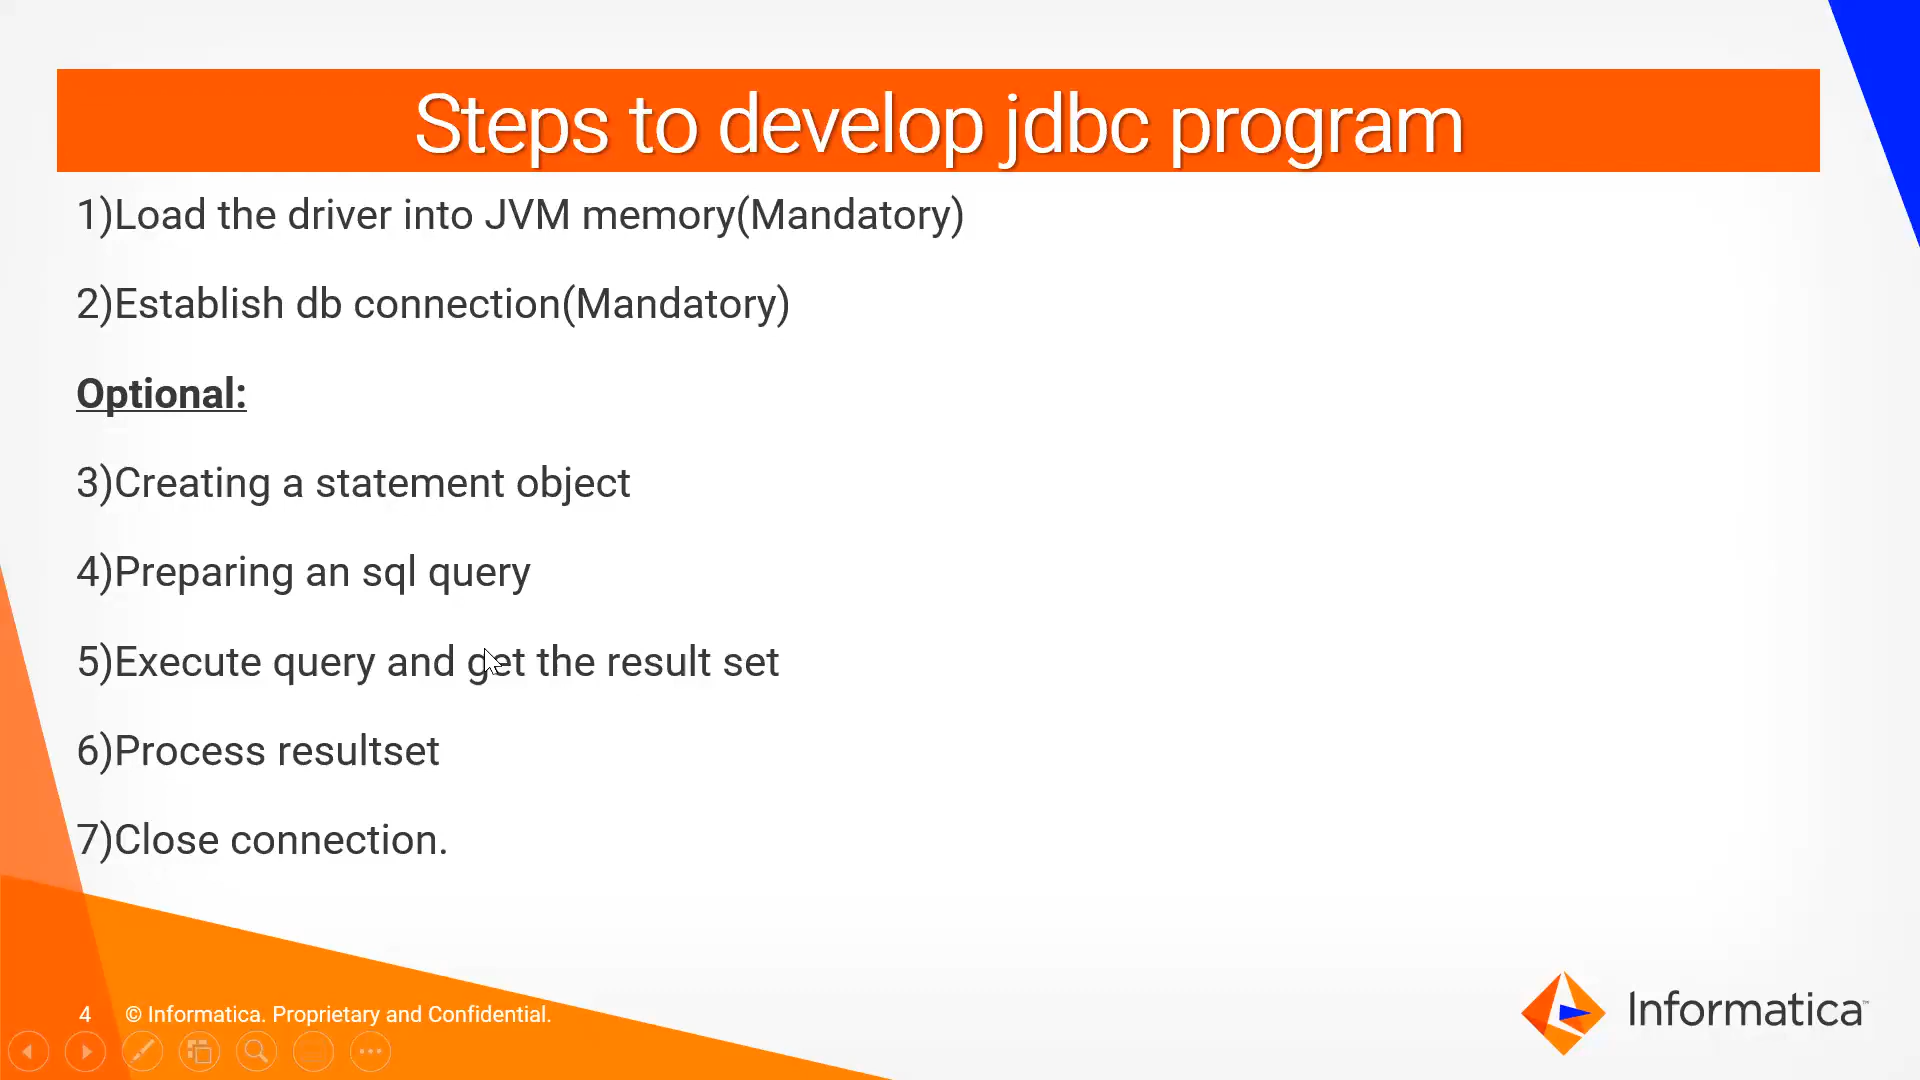 Steps to develop jdbc program
1)Load the driver into JVM memory(Mandatory)
2)Establish db connection(Mandatory)
Optional:
3)Creating a statement object
4)Preparing an sql query
5)Execute query and get the result set
6)Process resultset
7)Close connection.
4 © Informatica. Proprietary and Confidential.
Informatica™